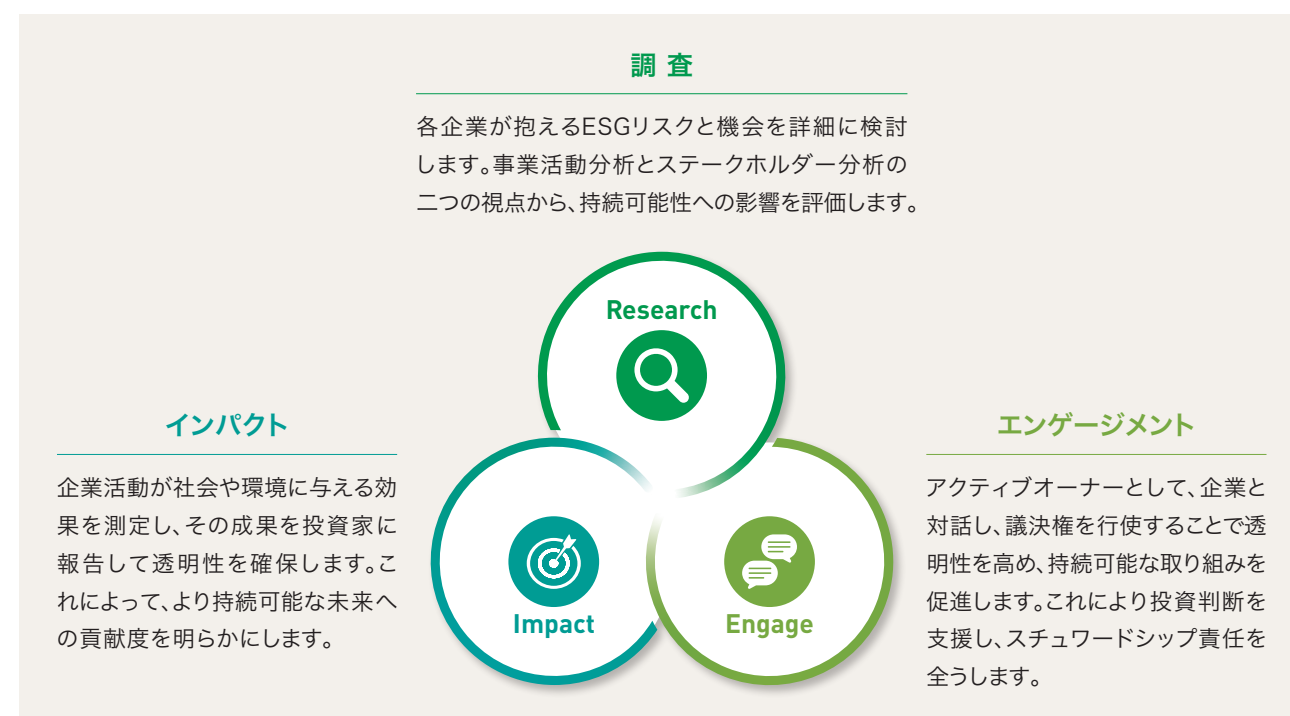 調 査
各企業が抱えるESGリスクと機会を詳細に検討
します。事業活動分析とステークホルダー分析の
二つの視点から、持続可能性への影響を評価します。
Research
インパクト
企業活動が社会や環境に与える効
果を測定し、その成果を投資家に
報告して透明性を確保します。こ
れによって、より持続可能な未来へ
の貢献度を明らかにします。
Impact
Engage
エンゲージメント
アクティブオーナーとして、企業と
対話し、議決権を行使することで透
明性を高め、持続可能な取り組みを
促進します。これにより投資判断を
支援し、スチュワードシップ責任を
全うします。